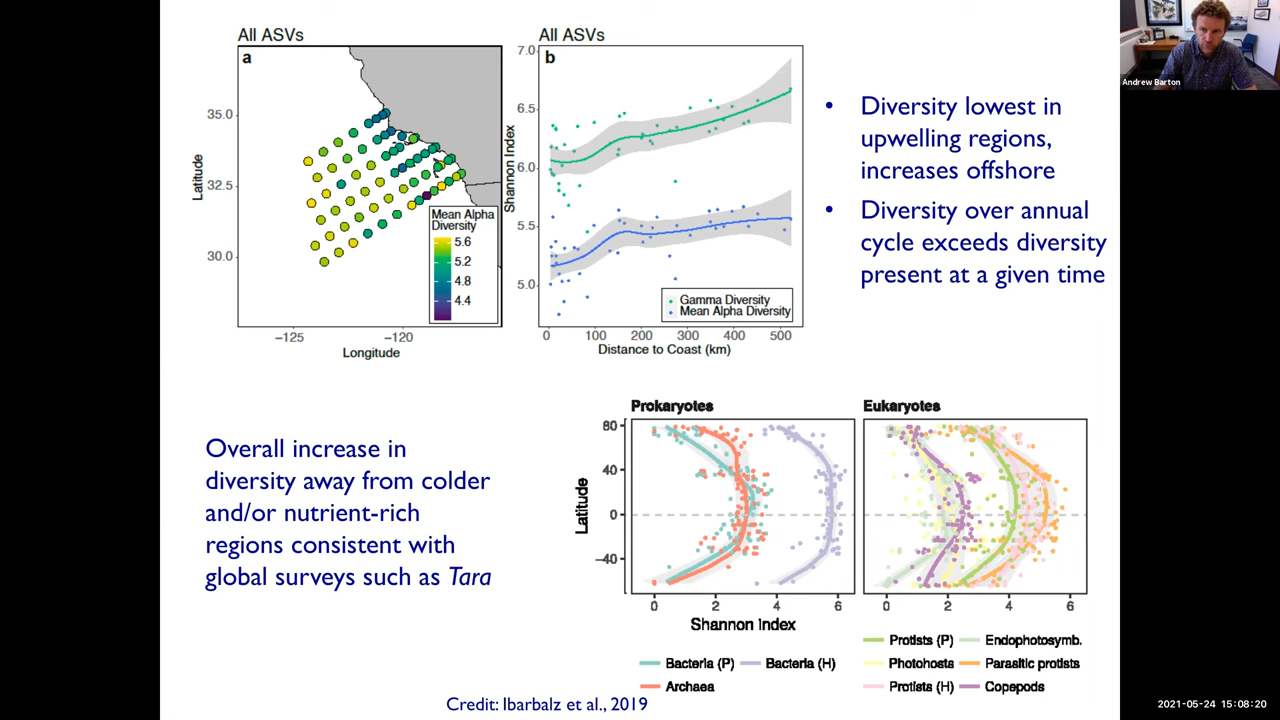 All ASVs
a
35.0
32.5
30.0
Latitude
−125
−120
Longitude
Mean Alpha
Diversity
5.6
5.2
4.8
4.4
All ASVs
b
7.0
6.5
6.0
5.5
5.0
Shannon Index
0
100
200
300
400
500
Distance to Coast (km)
Gamma Diversity
Mean Alpha Diversity
• Diversity lowest in
upwelling regions,
increases offshore
• Diversity over annual
cycle exceeds diversity
present at a given time
Andrew Barton
Overall increase in
diversity away from colder
and/or nutrient-rich
regions consistent with
global surveys such as Tara
Prokaryotes
80
40
0
−40
Latitude
0
2
4
6
Shannon Index
Bacteria (P)
Bacteria (H)
Archaea
Eukaryotes
0
2
4
6
Protists (P)
Endophotosymb.
Photohosts
Parasitic protists
Protists (H)
Copepods
Credit: Ibarbalz et al., 2019
2021-05-24 15:08:20